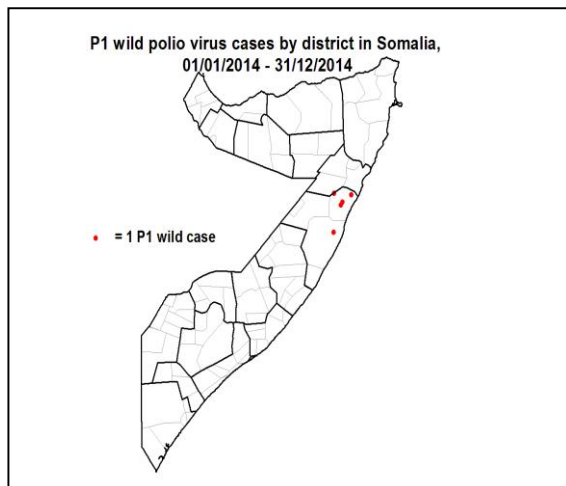 P1 wild polio virus cases by district in Somalia,
01/01/2014 - 31/12/2014
= 1 P1 wild case